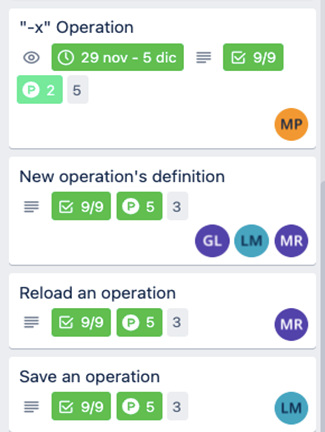 "-x" Operation
29 nov - 5 dic 9/9
P 2 5
MP
New operation's definition
9/9 P 5 3
GL LM MR
Reload an operation
9/9 P 5 3
MR
Save an operation
9/9 P 5 3
LM